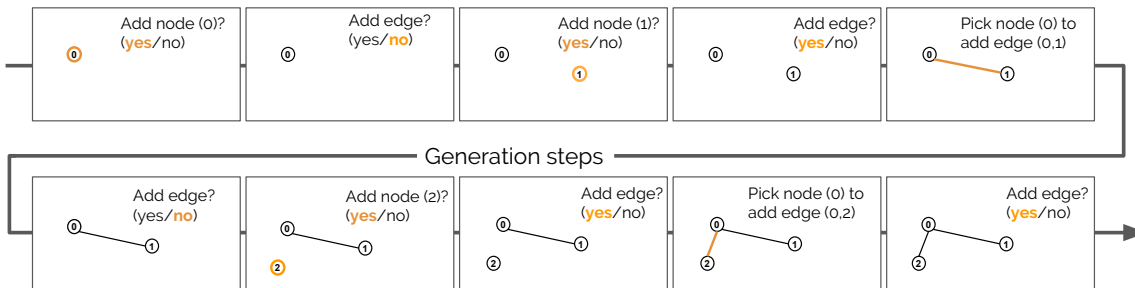 Add node (0)?
(yes/no)
0
Add edge?
(yes/no)
0
Add node (1)?
(yes/no)
0
1
Add edge?
(yes/no)
0
1
Pick node (0) to
add edge (0,1)
0
1
Generation steps
Add edge?
(yes/no)
0
1
Add node (2)?
(yes/no)
0
1
2
Add edge?
(yes/no)
0
1
2
Pick node (0) to
add edge (0,2)
0
1
2
Add edge?
(yes/no)
0
1
2